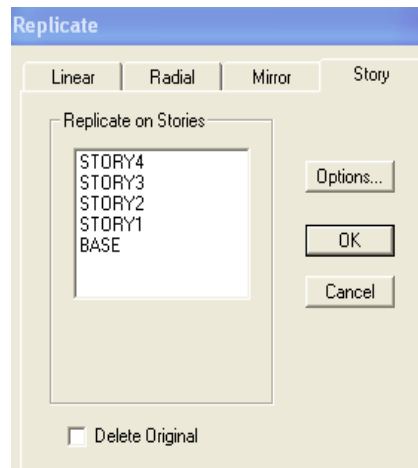 Replicate
Linear Radial Mirror Story
Replicate on Stories
STORY4
STORY3
STORY2
STORY1
BASE
Options...
OK
Cancel
Delete Original